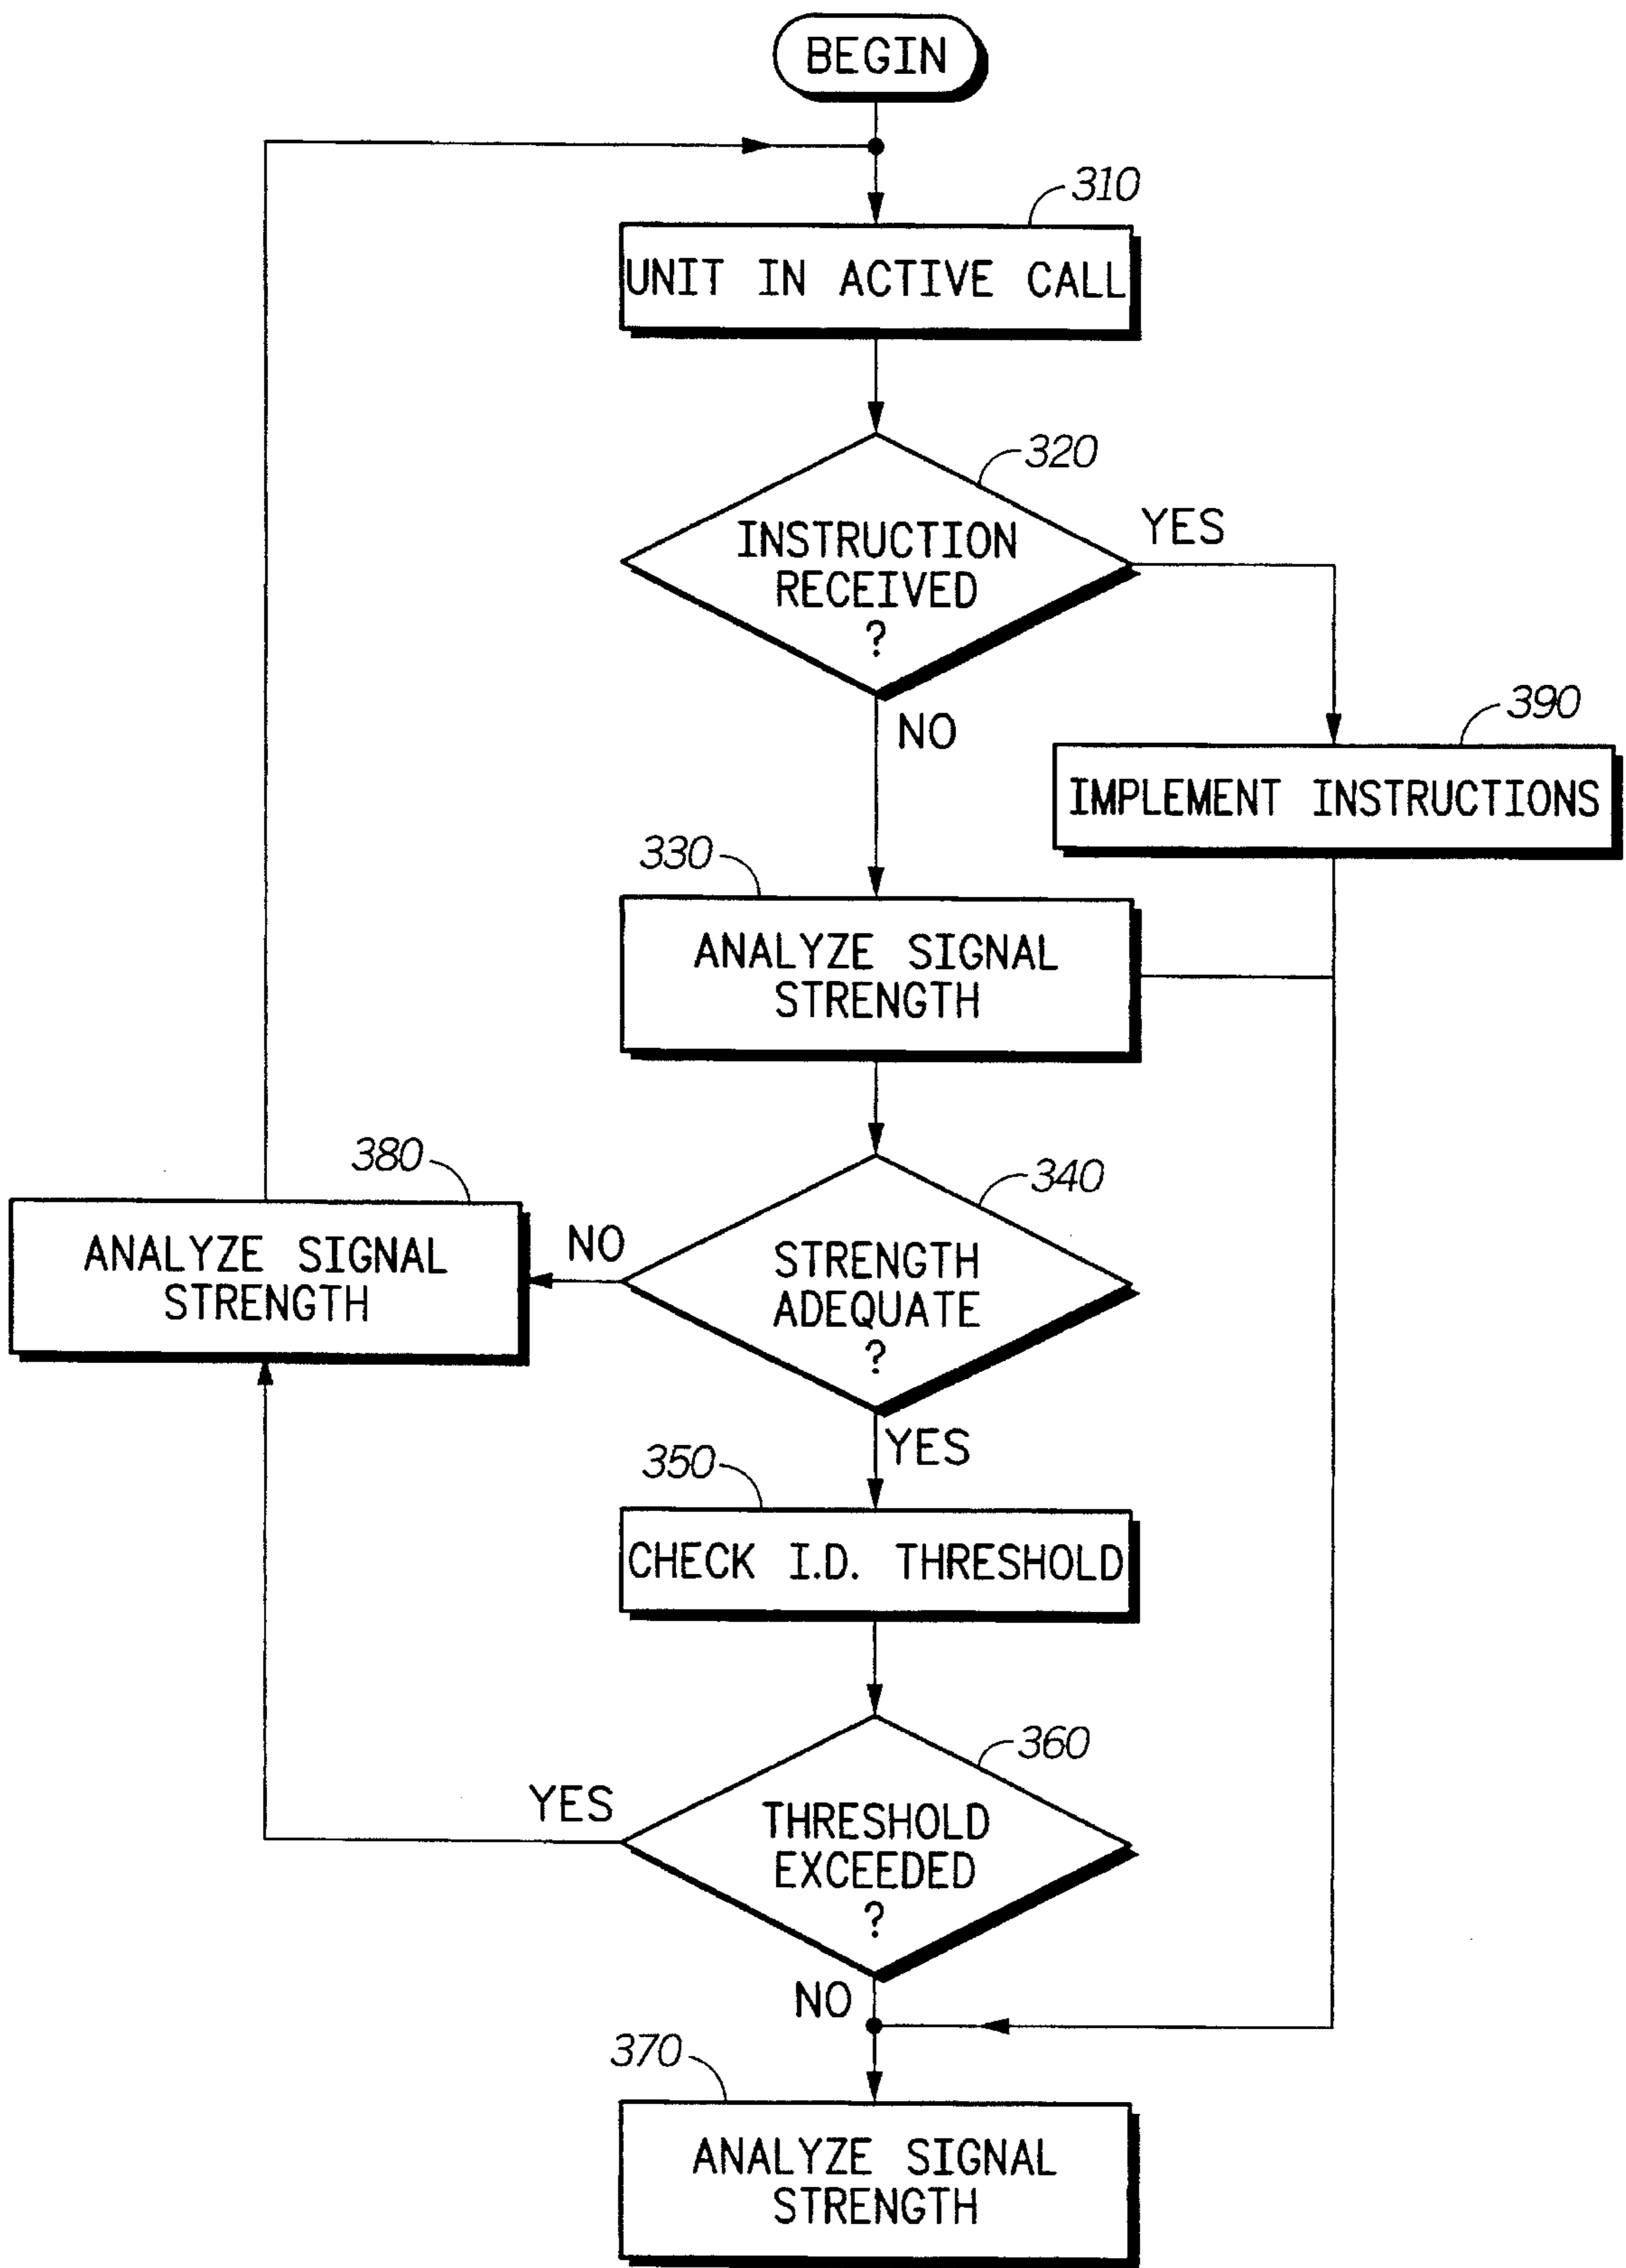 BEGIN
310
UNIT IN ACTIVE CALL
320
INSTRUCTION
RECEIVED
?
YES
NO
390
IMPLEMENT INSTRUCTIONS
330
ANALYZE SIGNAL
STRENGTH
380
ANALYZE SIGNAL
STRENGTH
NO
340
STRENGTH
ADEQUATE
?
YES
350
CHECK I.D. THRESHOLD
360
YES
THRESHOLD
EXCEEDED
?
NO
370
ANALYZE SIGNAL
STRENGTH